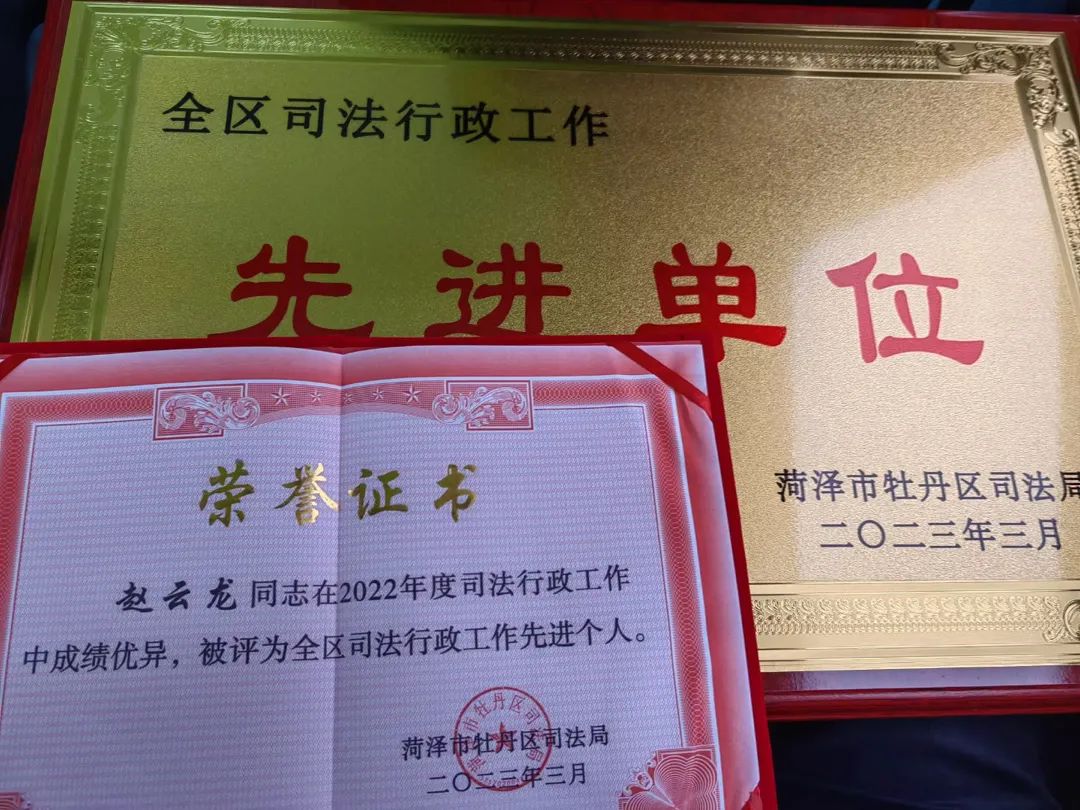 全区司法行政工作
先进单位
菏泽市牡丹区司法局
二〇二三年三月
荣誉证书
赵云龙同志在2022年度司法行政工作
中成绩优异，被评为全区司法行政工作先进个人。
菏泽市牡丹区司法局
二〇二三年三月